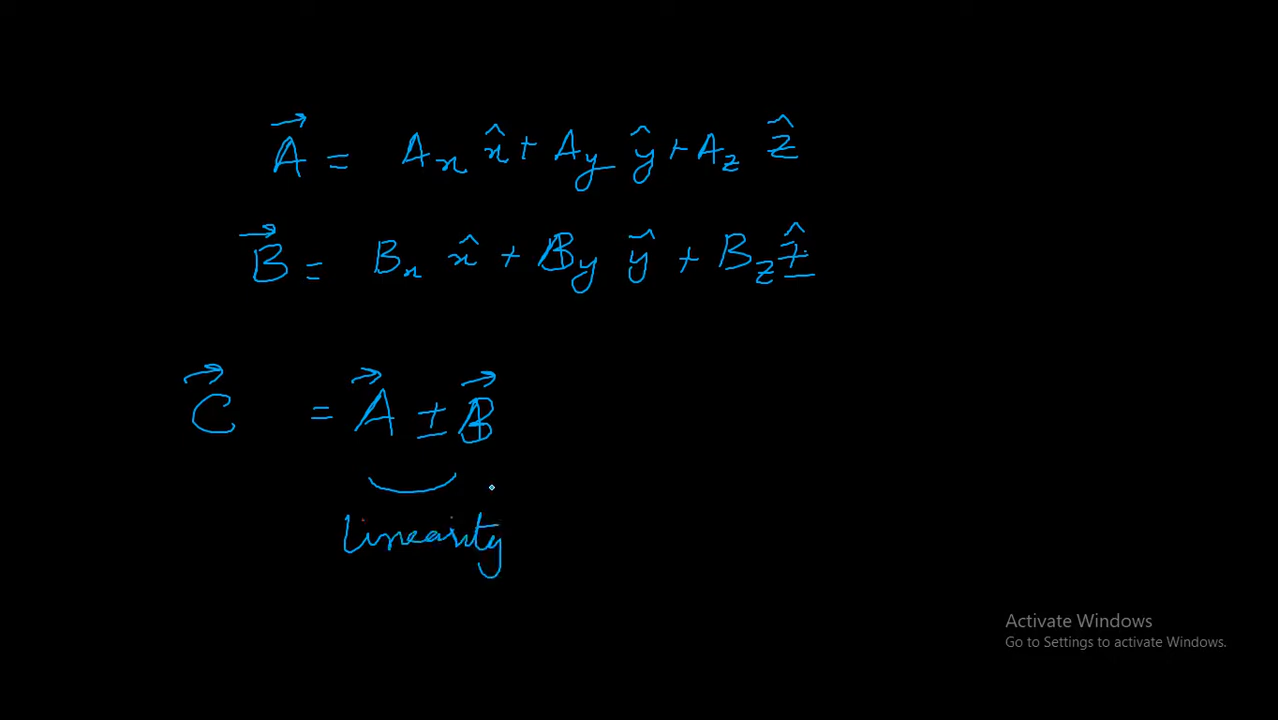 A⃗ = Aₓ x̂ + A_y ŷ + A_z ẑ
B⃗ = Bₓ x̂ + B_y ŷ + B_z ẑ
C⃗ = A⃗ ± B⃗
linearity
Activate Windows
Go to Settings to activate Windows.